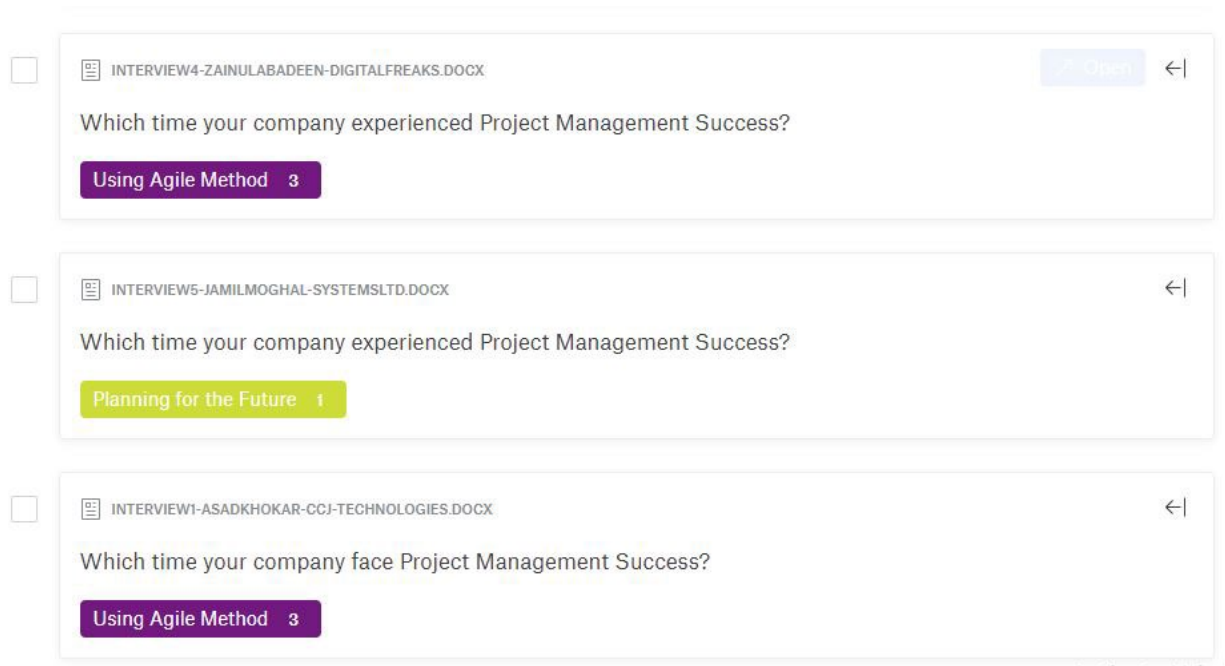 INTERVIEW4-ZAINULABADEEN-DIGITALFREAKS.DOCX Open
Which time your company experienced Project Management Success?
Using Agile Method 3
INTERVIEW5-JAMILMOGHAL-SYSTEMSLTD.DOCX
Which time your company experienced Project Management Success?
Planning for the Future 1
INTERVIEW1-ASADKHOKAR-CCJ-TECHNOLOGIES.DOCX
Which time your company face Project Management Success?
Using Agile Method 3